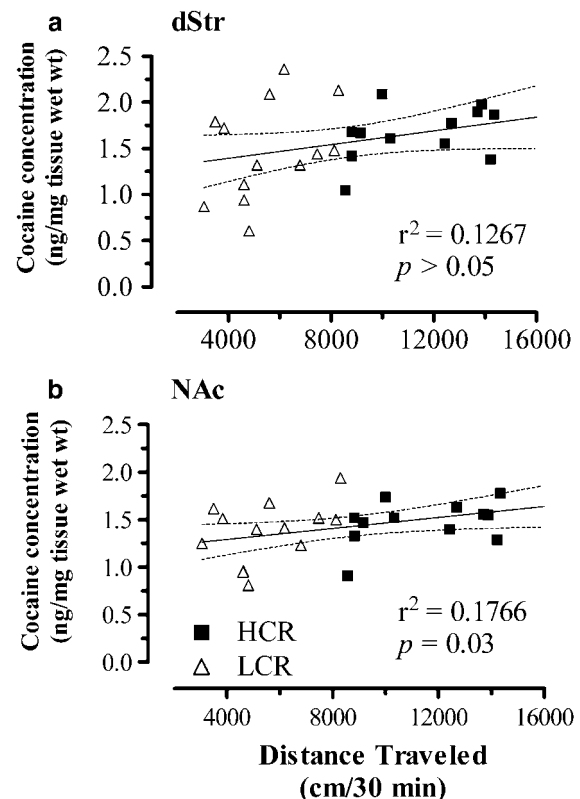 a dStr
Cocaine concentration
(ng/mg tissue wet wt)
2.5
2.0
1.5
1.0
0.5
0.0
r² = 0.1267
p > 0.05
4000 8000 12000 16000
b NAc
Cocaine concentration
(ng/mg tissue wet wt)
2.5
2.0
1.5
1.0
0.5
0.0
HCR
LCR
r² = 0.1766
p = 0.03
4000 8000 12000 16000
Distance Traveled
(cm/30 min)